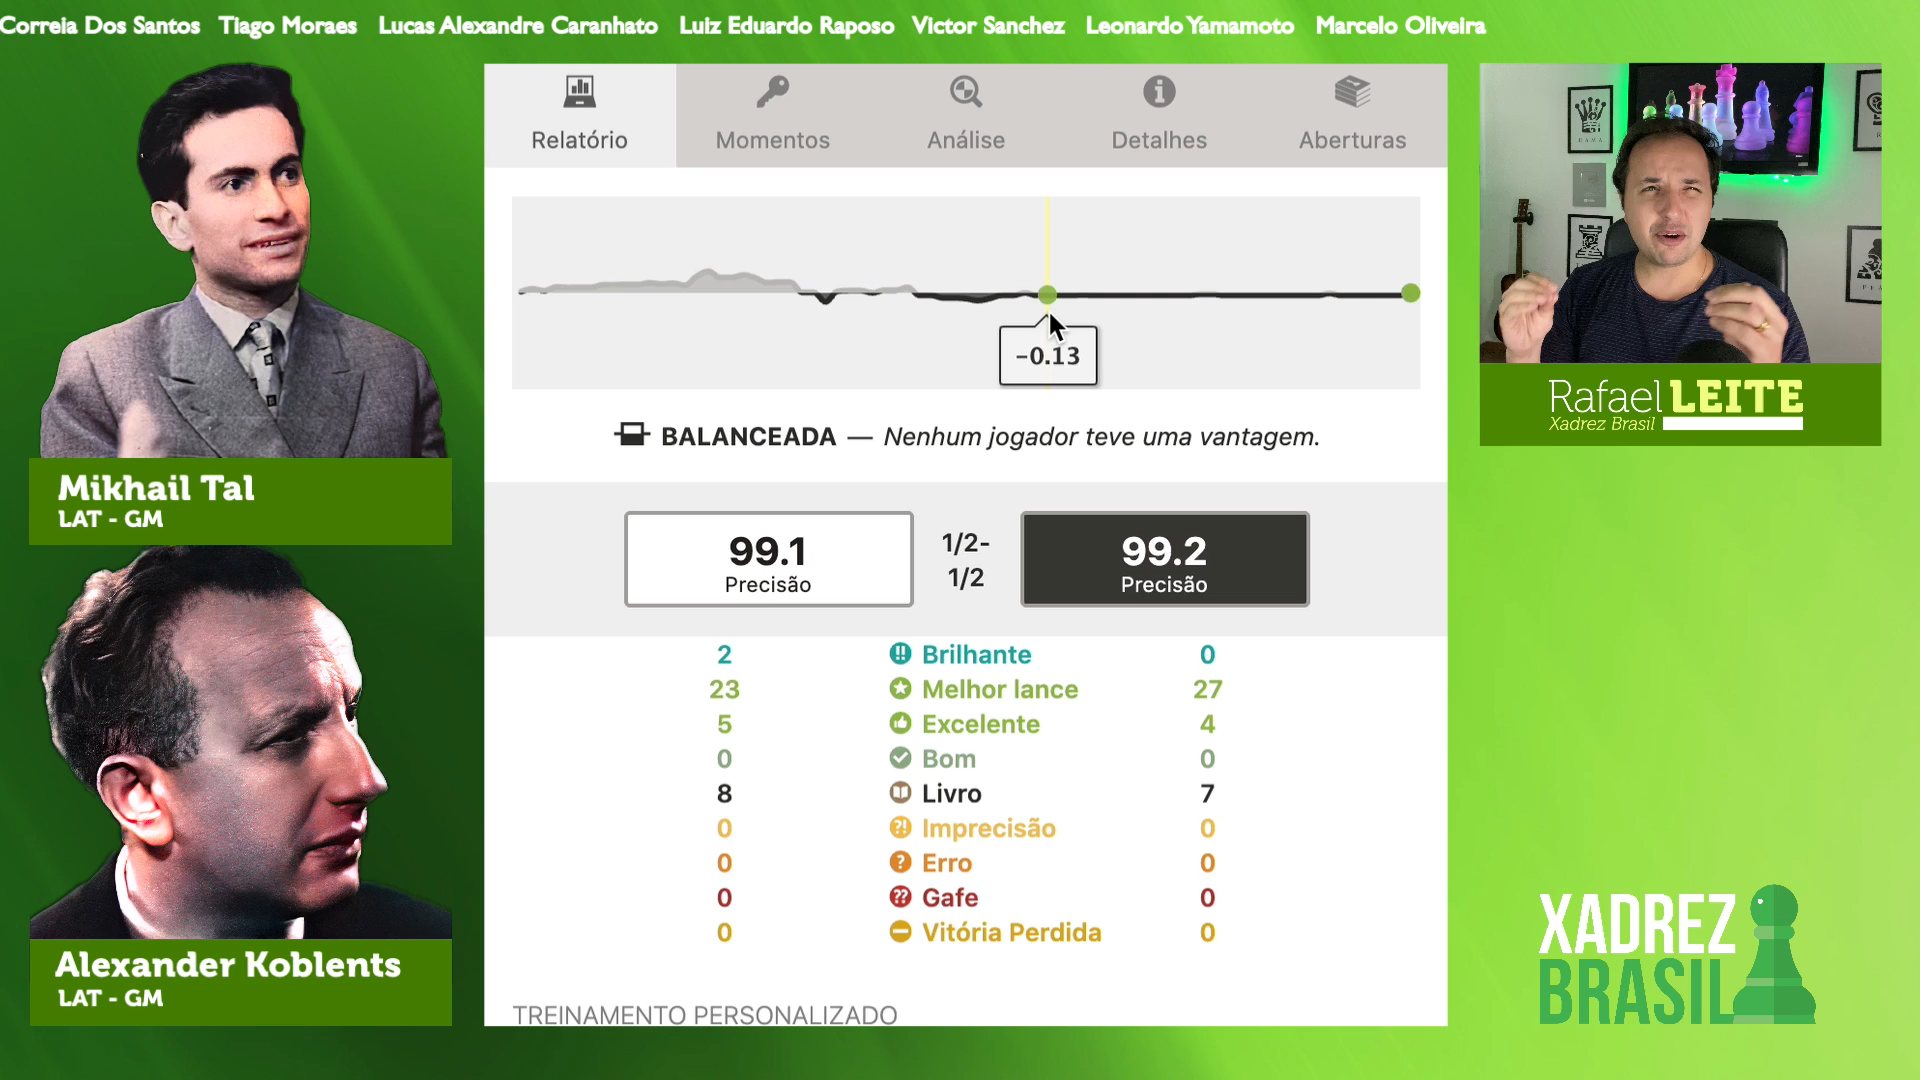 Correia Dos Santos Tiago Moraes Lucas Alexandre Caranhato Luiz Eduardo Raposo Victor Sanchez Leonardo Yamamoto Marcelo Oliveira
Relatório Momentos Análise Detalhes Aberturas
-0.13
BALANCEADA — Nenhum jogador teve uma vantagem.
99.1
Precisão
1/2-
1/2
99.2
Precisão
2 !! Brilhante 0
23 Melhor lance 27
5 Excelente 4
0 Bom 0
8 Livro 7
0 ?! Imprecisão 0
0 ? Erro 0
0 ?? Gafe 0
0 Vitória Perdida 0
TREINAMENTO PERSONALIZADO
Mikhail Tal
LAT - GM
Alexander Koblents
LAT - GM
Rafael LEITE
Xadrez Brasil
XADREZ
BRASIL